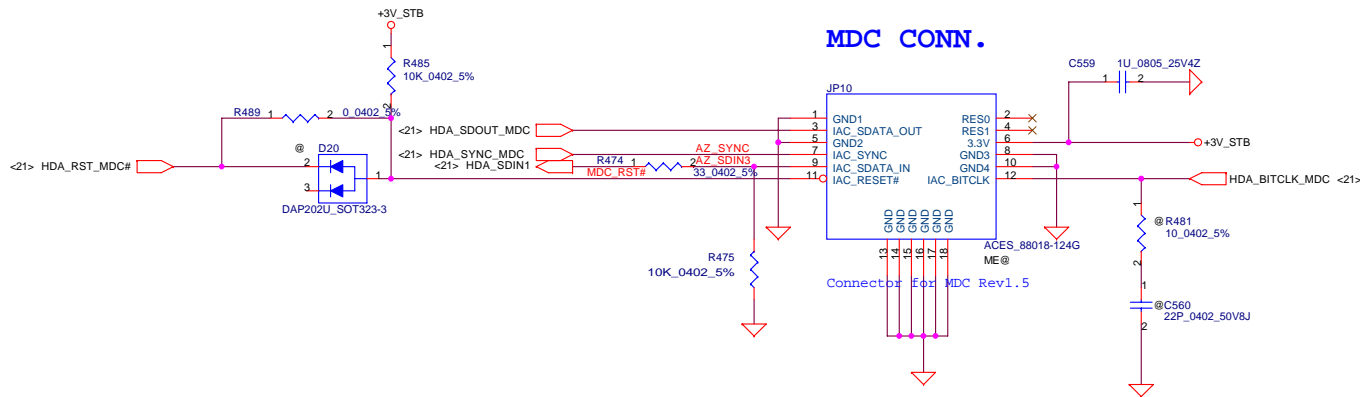 MDC CONN.
+3V_STB
1
R485
10K_0402_5%
2
R489
1
2
0_0402_5%
<21> HDA_RST_MDC#
@
D20
2
3
1
DAP202U_SOT323-3
<21> HDA_SDOUT_MDC
<21> HDA_SYNC_MDC
<21> HDA_SDIN1
AZ_SYNC
R474
1
2
AZ_SDIN3
MDC_RST#
33_0402_5%
R475
10K_0402_5%
JP10
1
GND1
3
IAC_SDATA_OUT
5
GND2
7
IAC_SYNC
9
IAC_SDATA_IN
11
IAC_RESET#
RES0
2
RES1
4
3.3V
6
GND3
8
GND4
10
IAC_BITCLK
12
GND GND GND GND GND GND
13 14 15 16 17 18
ACES_88018-124G
ME@
Connector for MDC Rev1.5
C559
1U_0805_25V4Z
1
2
+3V_STB
HDA_BITCLK_MDC <21>
1
@
R481
10_0402_5%
2
1
@
C560
22P_0402_50V8J
2